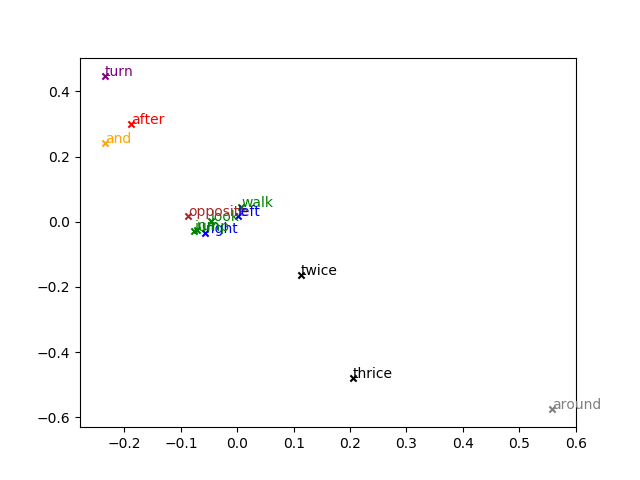 turn
after
and
walk
opposite
left
look
jump
right
twice
thrice
around
0.4
0.2
0.0
−0.2
−0.4
−0.6
−0.2 −0.1 0.0 0.1 0.2 0.3 0.4 0.5 0.6